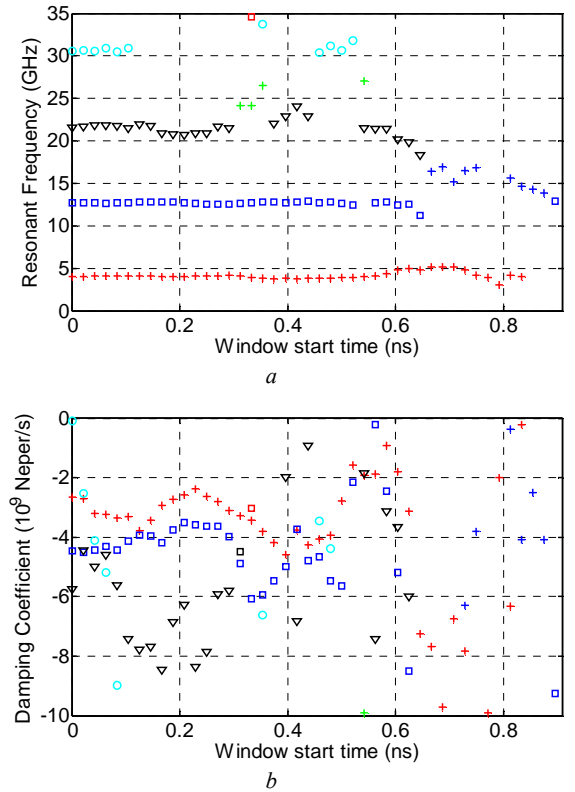 35
30
25
20
15
10
5
0
Resonant Frequency (GHz)
0 0.2 0.4 0.6 0.8
Window start time (ns)
a
0
-2
-4
-6
-8
-10
Damping Coefficient (10⁹ Neper/s)
0 0.2 0.4 0.6 0.8
Window start time (ns)
b